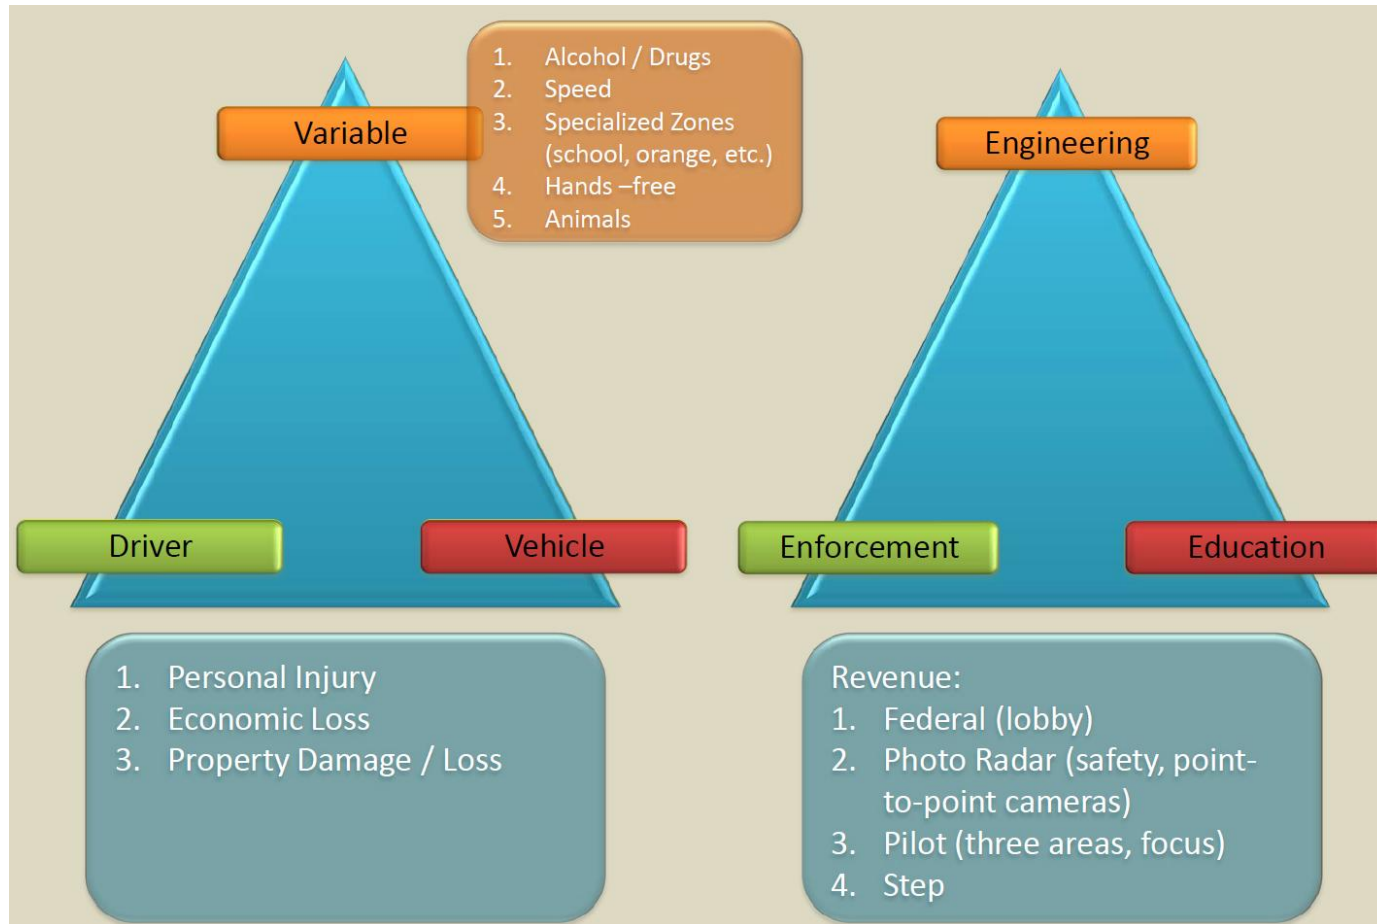 Variable
1. Alcohol / Drugs
2. Speed
3. Specialized Zones
(school, orange, etc.)
4. Hands –free
5. Animals
Driver
Vehicle
1. Personal Injury
2. Economic Loss
3. Property Damage / Loss
Engineering
Enforcement
Education
Revenue:
1. Federal (lobby)
2. Photo Radar (safety, point-
to-point cameras)
3. Pilot (three areas, focus)
4. Step